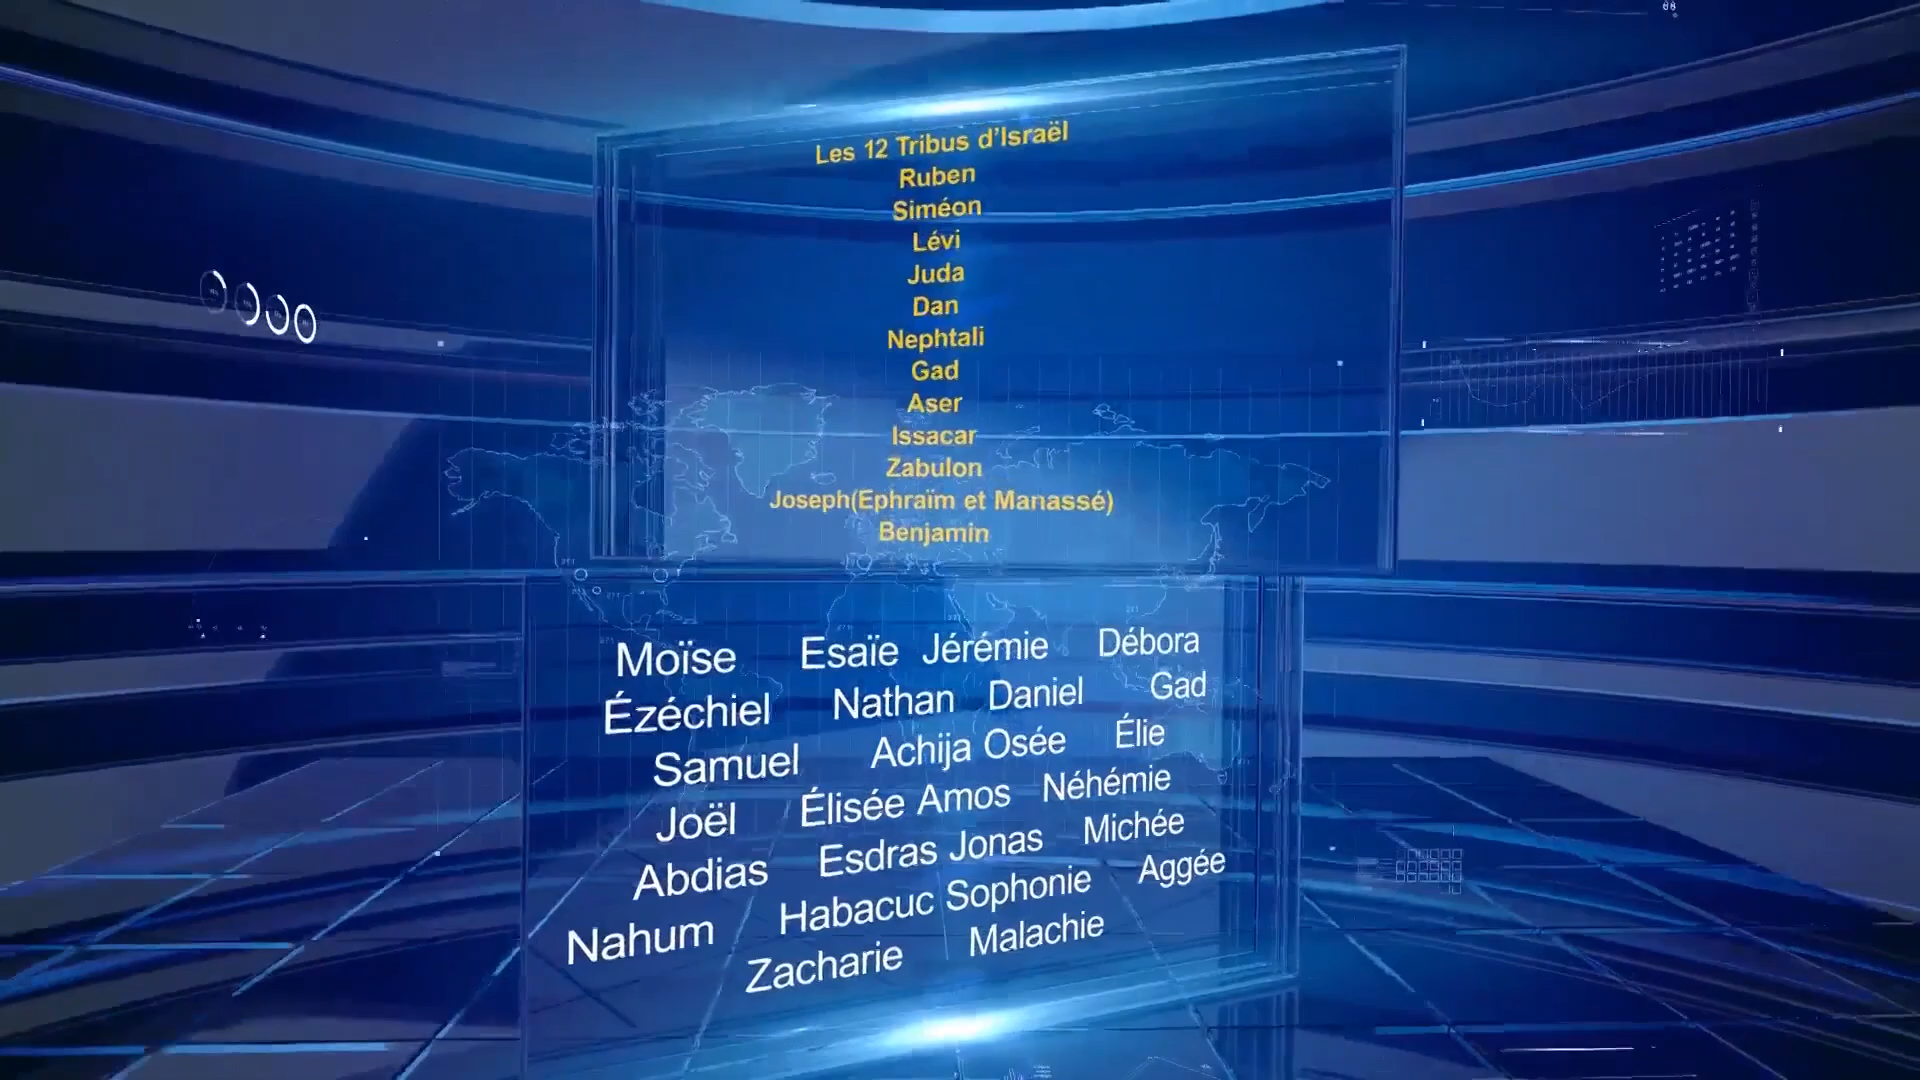 Les 12 Tribus d’Israël
Ruben
Siméon
Lévi
Juda
Dan
Nephtali
Gad
Aser
Issacar
Zabulon
Joseph(Ephraïm et Manassé)
Benjamin
Moïse Esaïe Jérémie Débora
Ézéchiel Nathan Daniel Gad
Samuel Achija Osée Élie
Joël Élisée Amos Néhémie
Abdias Esdras Jonas Michée
Nahum Habacuc Sophonie Aggée
Zacharie Malachie